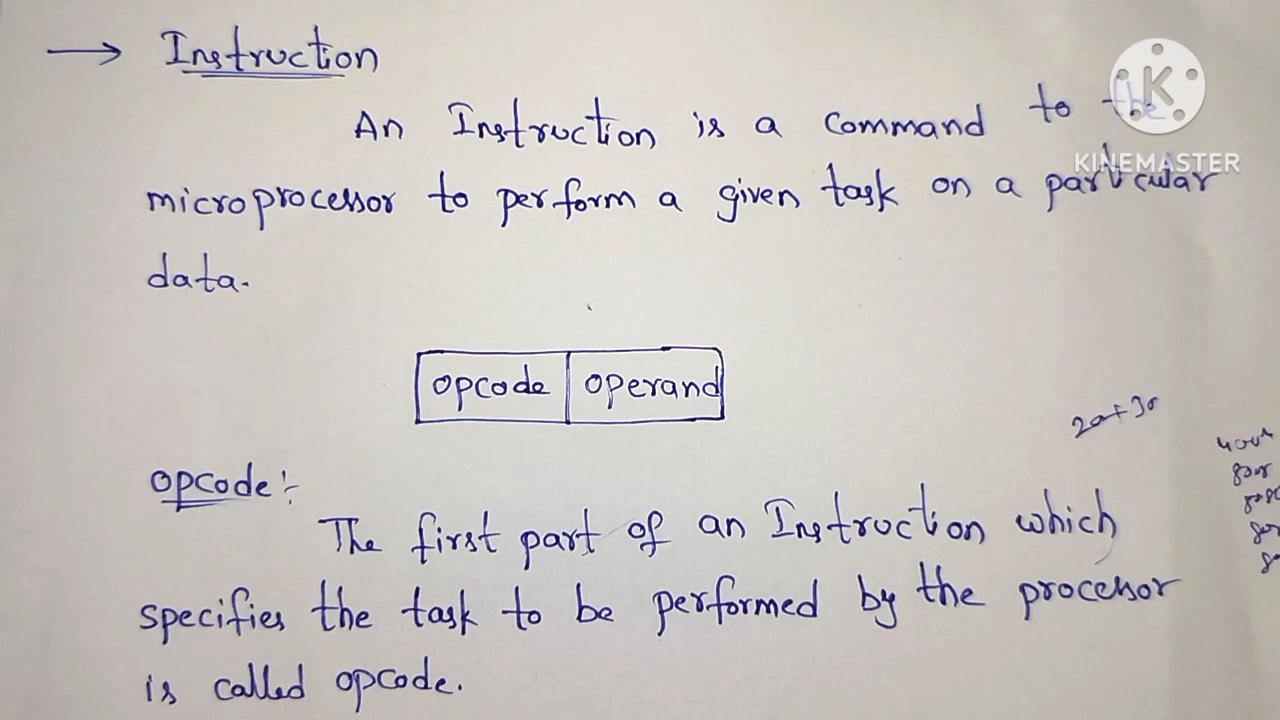 → Instruction
An Instruction is a command to the
KINEMASTER
microprocessor to perform a given task on a particular
data.
opcode operand
20+30
opcode:-
The first part of an Instruction which
specifies the task to be performed by the processor
is called opcode.